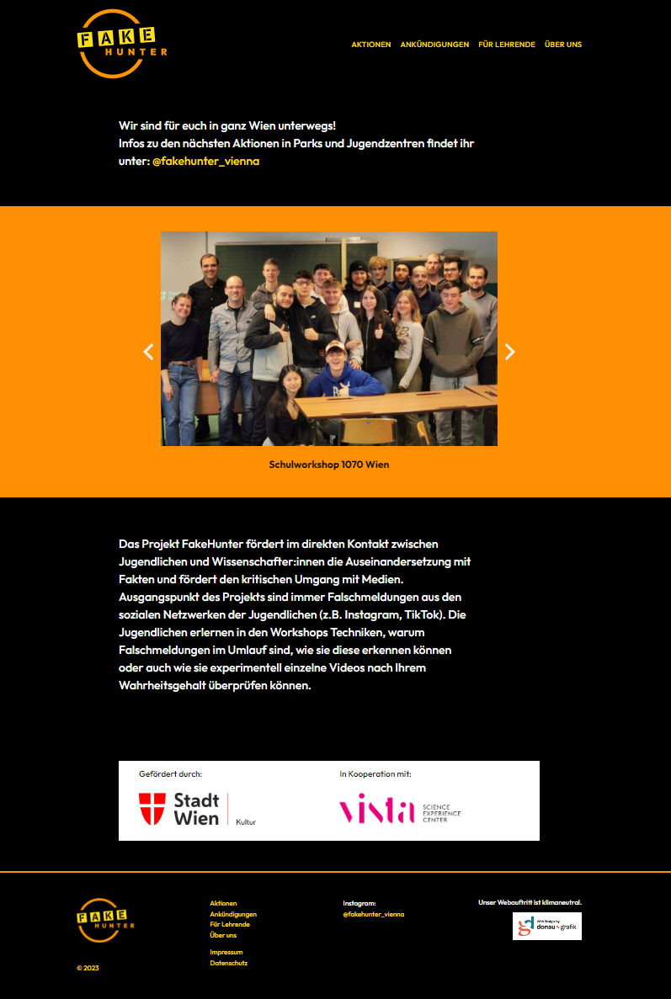 FAKE
HUNTER
AKTIONEN ANKÜNDIGUNGEN FÜR LEHRENDE ÜBER UNS
Wir sind für euch in ganz Wien unterwegs!
Infos zu den nächsten Aktionen in Parks und Jugendzentren findet ihr
unter: @fakehunter_vienna
Schulworkshop 1070 Wien
Das Projekt FakeHunter fördert im direkten Kontakt zwischen
Jugendlichen und Wissenschafter:innen die Auseinandersetzung mit
Fakten und fördert den kritischen Umgang mit Medien.
Ausgangspunkt des Projekts sind immer Falschmeldungen aus den
sozialen Netzwerken der Jugendlichen (z.B. Instagram, TikTok). Die
Jugendlichen erlernen in den Workshops Techniken, warum
Falschmeldungen im Umlauf sind, wie sie diese erkennen können
oder auch wie sie experimentell einzelne Videos nach Ihrem
Wahrheitsgehalt überprüfen können.
Gefördert durch:
Stadt
Wien
Kultur
In Kooperation mit:
vista
SCIENCE
EXPERIENCE
CENTER
FAKE
HUNTER
© 2023
Aktionen
Ankündigungen
Für Lehrende
Über uns
Impressum
Datenschutz
Instagram:
@fakehunter_vienna
Unser Webauftritt ist klimaneutral.
Webdesign by
donau grafik